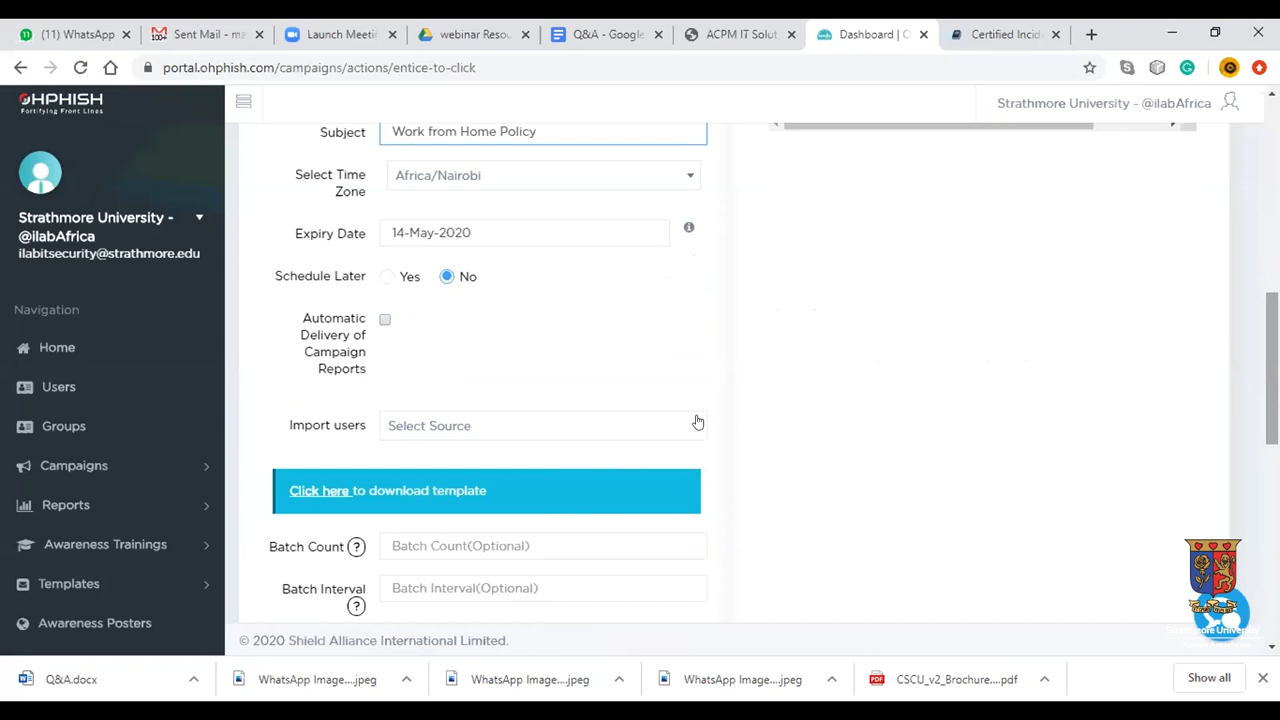 (11) WhatsApp
Sent Mail - ma
Launch Meetin
webinar Resou
Q&A - Google
ACPM IT Solut
Dashboard | O
Certified Incid
portal.ohphish.com/campaigns/actions/entice-to-click
OHPHISH
Fortifying Front Lines
Strathmore University - @ilabAfrica
Strathmore University -
@ilabAfrica
ilabitsecurity@strathmore.edu
Navigation
Home
Users
Groups
Campaigns
Reports
Awareness Trainings
Templates
Awareness Posters
Subject
Work from Home Policy
Select Time
Zone
Africa/Nairobi
Expiry Date
14-May-2020
Schedule Later
Yes
No
Automatic
Delivery of
Campaign
Reports
Import users
Select Source
Click here to download template
Batch Count ?
Batch Count(Optional)
Batch Interval
?
Batch Interval(Optional)
© 2020 Shield Alliance International Limited.
Strathmore University
Q&A.docx
WhatsApp Image....jpeg
WhatsApp Image....jpeg
WhatsApp Image....jpeg
CSCU_v2_Brochure....pdf
Show all